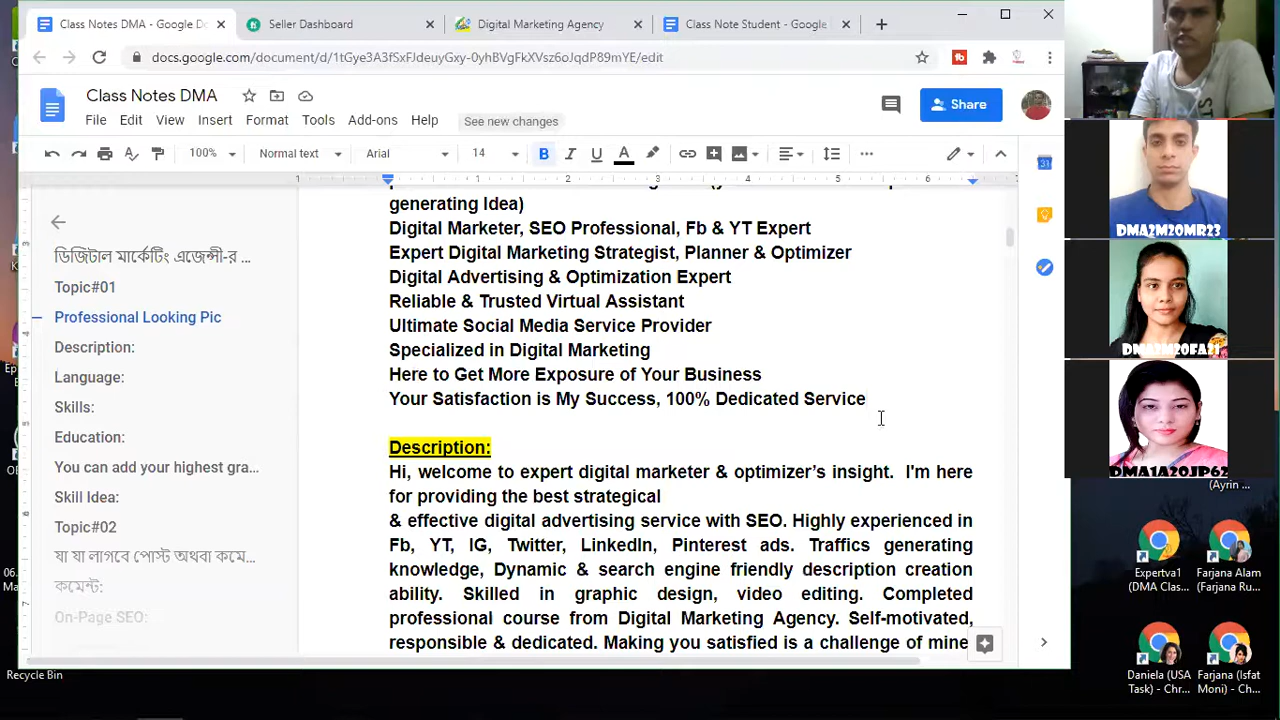 Class Notes DMA - Google Do
Seller Dashboard
Digital Marketing Agency
Class Note Student - Google
docs.google.com/document/d/1tGye3A3fSzFJdeuyGxy-0yhBVgFkXVsz6oJqdP89mYE/edit
Class Notes DMA
Share
File Edit View Insert Format Tools Add-ons Help See new changes
100% Normal text Arial 14
ডিজিটাল মার্কেটিং এজেন্সী-র ...
Topic#01
Professional Looking Pic
Description:
Language:
Skills:
Education:
You can add your highest gra...
Skill Idea:
Topic#02
যা যা লাগবে পোস্ট অথবা কমে...
কমেন্ট:
On-Page SEO:
generating Idea)
Digital Marketer, SEO Professional, Fb & YT Expert
Expert Digital Marketing Strategist, Planner & Optimizer
Digital Advertising & Optimization Expert
Reliable & Trusted Virtual Assistant
Ultimate Social Media Service Provider
Specialized in Digital Marketing
Here to Get More Exposure of Your Business
Your Satisfaction is My Success, 100% Dedicated Service
Description:
Hi, welcome to expert digital marketer & optimizer's insight. I'm here
for providing the best strategical
& effective digital advertising service with SEO. Highly experienced in
Fb, YT, IG, Twitter, LinkedIn, Pinterest ads. Traffics generating
knowledge, Dynamic & search engine friendly description creation
ability. Skilled in graphic design, video editing. Completed
professional course from Digital Marketing Agency. Self-motivated,
responsible & dedicated. Making you satisfied is a challenge of mine
DMA2M20MR23
DMA2M20FA21
DMA1A20JP62
(Ayrin ...
Expertva1
(DMA Clas...
Farjana Alam
(Farjana Ru...
Daniela (USA
Task) - Chr...
Farjana (Isfat
Moni) - Ch...
Recycle Bin